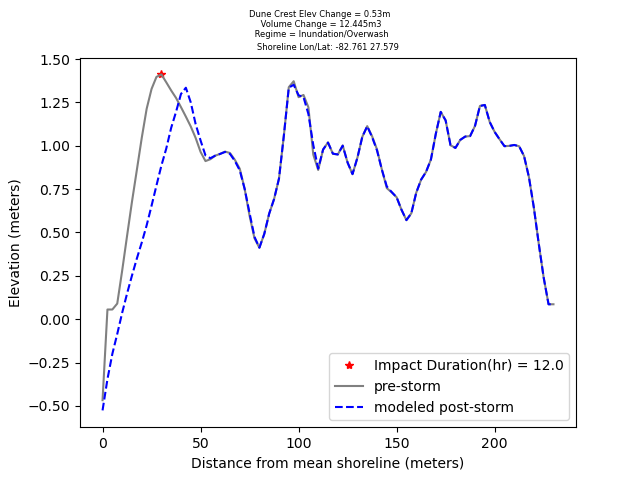 Dune Crest Elev Change = 0.53m
Volume Change = 12.445m3
Regime = Inundation/Overwash
Shoreline Lon/Lat: -82.761 27.579
1.50
1.25
1.00
0.75
0.50
0.25
0.00
−0.25
−0.50
Elevation (meters)
Impact Duration(hr) = 12.0
pre-storm
modeled post-storm
0 50 100 150 200
Distance from mean shoreline (meters)